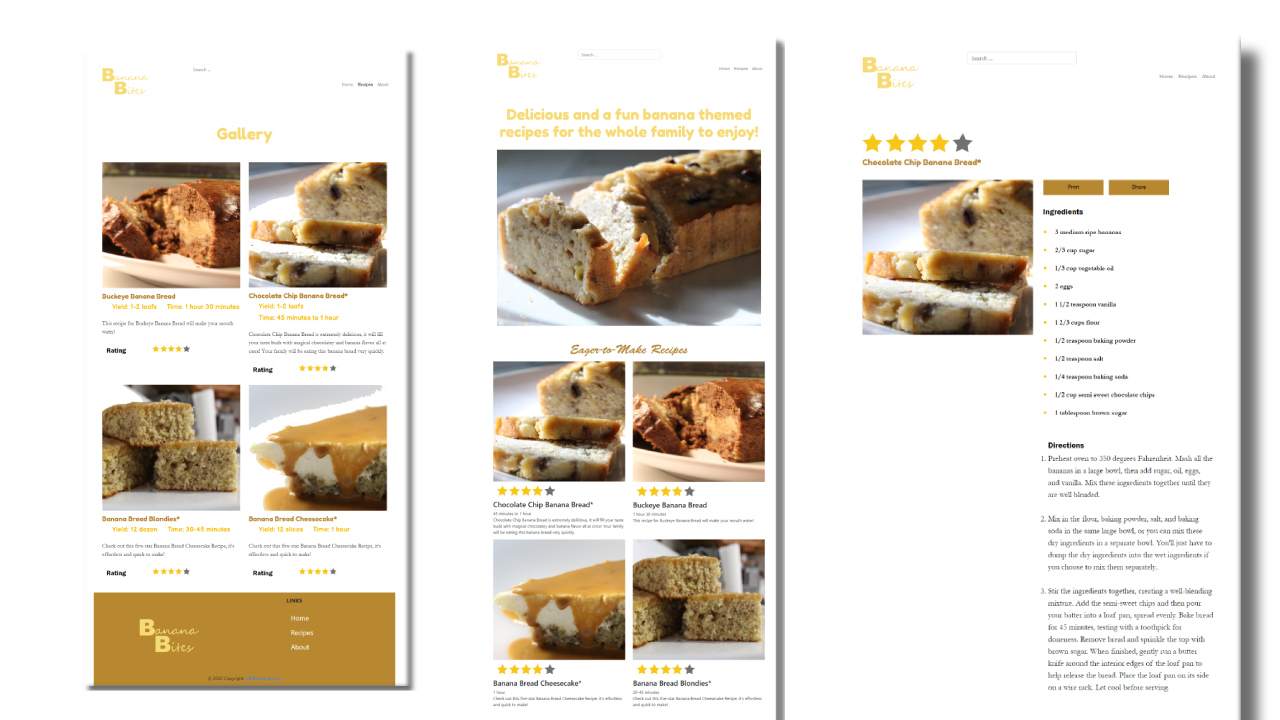 Banana
Bites
Search ...
Home Recipes About
Gallery
Buckeye Banana Bread
Yield: 1-2 loafs Time: 1 hour 30 minutes
This recipe for Buckeye Banana Bread will make your mouth
water!
Rating
Chocolate Chip Banana Bread*
Yield: 1-2 loafs
Time: 45 minutes to 1 hour
Chocolate Chip Banana Bread is extremely delicious, it will fill
your taste buds with magical chocolatey and banana flavor all at
once! Your family will be eating this banana bread very quickly.
Rating
Banana Bread Blondies*
Yield: 12 dozen Time: 30-45 minutes
Check out this five-star Banana Bread Cheesecake Recipe, it's
effortless and quick to make!
Rating
Banana Bread Cheesecake*
Yield: 12 slices Time: 1 hour
Check out this five-star Banana Bread Cheesecake Recipe, it's
effortless and quick to make!
Rating
Banana
Bites
LINKS
Home
Recipes
About
© 2020 Copyright:
Banana
Bites
Search ...
Home Recipes About
Delicious and a fun banana themed
recipes for the whole family to enjoy!
Eager-to-Make Recipes
Chocolate Chip Banana Bread*
45 minutes to 1 hour
Chocolate Chip Banana Bread is extremely delicious, it will fill your taste
buds with magical chocolatey and banana flavor all at once! Your family
will be eating this banana bread very quickly.
Buckeye Banana Bread
1 hour 30 minutes
This recipe for Buckeye Banana Bread will make your mouth water!
Banana Bread Cheesecake*
1 hour
Check out this five-star Banana Bread Cheesecake Recipe, it's effortless
and quick to make!
Banana Bread Blondies*
30-45 minutes
Check out this five-star Banana Bread Cheesecake Recipe, it's effortless
and quick to make!
Banana
Bites
Search ...
Home Recipes About
Chocolate Chip Banana Bread*
Print Share
Ingredients
3 medium ripe bananas
2/3 cup sugar
1/3 cup vegetable oil
2 eggs
1 1/2 teaspoon vanilla
1 2/3 cups flour
1/2 teaspoon baking powder
1/2 teaspoon salt
1/4 teaspoon baking soda
1/2 cup semi sweet chocolate chips
1 tablespoon brown sugar
Directions
1. Preheat oven to 350 degrees Fahrenheit. Mash all the
bananas in a large bowl, then add sugar, oil, eggs,
and vanilla. Mix these ingredients together until they
are well blended.
2. Mix in the flour, baking powder, salt, and baking
soda in the same large bowl, or you can mix these
dry ingredients in a separate bowl. You'll just have to
dump the dry ingredients into the wet ingredients if
you choose to mix them separately..
3. Stir the ingredients together, creating a well-blending
mixture. Add the semi-sweet chips and then pour
your batter into a loaf pan, spread evenly. Bake bread
for 45 minutes, testing with a toothpick for
doneness. Remove bread and sprinkle the top with
brown sugar. When finished, gently run a butter
knife around the interior edges of the loaf pan to
help release the bread. Place the loaf pan on its side
on a wire rack. Let cool before serving.